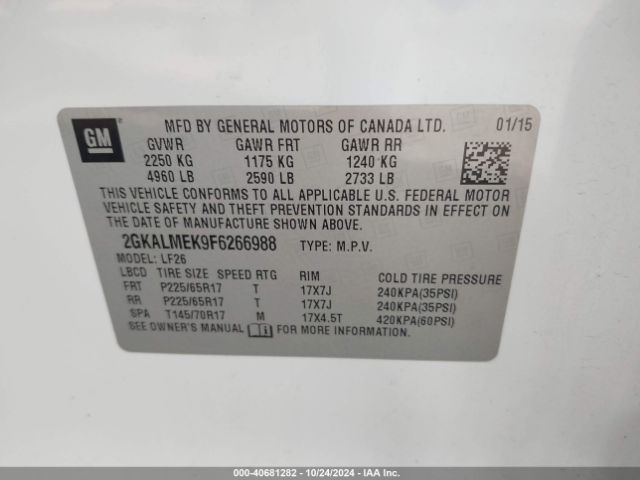 GM
MFD BY GENERAL MOTORS OF CANADA LTD. 01/15
GVWR GAWR FRT GAWR RR
2250 KG 1175 KG 1240 KG
4960 LB 2590 LB 2733 LB
THIS VEHICLE CONFORMS TO ALL APPLICABLE U.S. FEDERAL MOTOR
VEHICLE SAFETY AND THEFT PREVENTION STANDARDS IN EFFECT ON
THE DATE OF MANUFACTURE SHOWN ABOVE.
2GKALMEK9F6266988 TYPE: M.P.V.
MODEL: LF26
LBCD TIRE SIZE SPEED RTG RIM COLD TIRE PRESSURE
FRT P225/65R17 T 17X7J 240KPA(35PSI)
RR P225/65R17 T 17X7J 240KPA(35PSI)
SPA T145/70R17 M 17X4.5T 420KPA(60PSI)
SEE OWNER'S MANUAL FOR MORE INFORMATION.
000-40681282 - 10/24/2024 - IAA Inc.